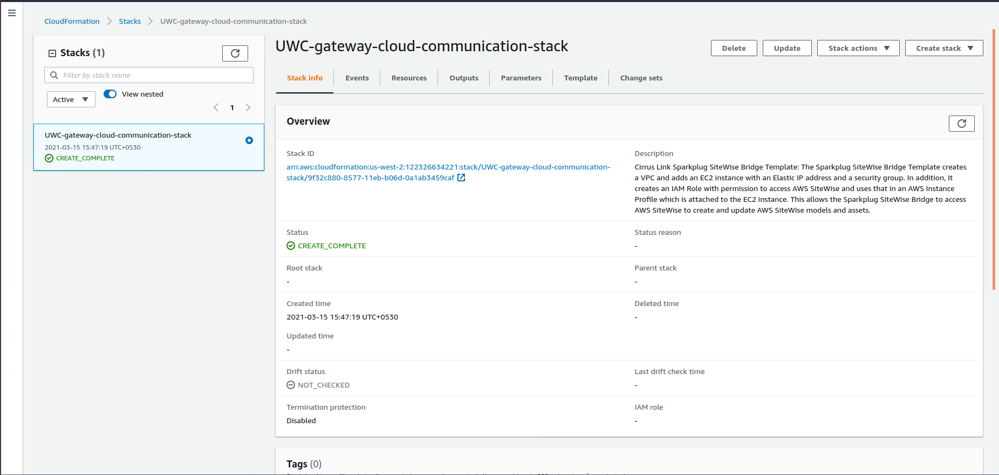 CloudFormation
Stacks
UWC-gateway-cloud-communication-stack
Stacks (1)
Filter by stack name
Active
View nested
1
UWC-gateway-cloud-communication-stack
2021-03-15 15:47:19 UTC+0530
CREATE_COMPLETE
UWC-gateway-cloud-communication-stack
Delete
Update
Stack actions
Create stack
Stack info
Events
Resources
Outputs
Parameters
Template
Change sets
Overview
Stack ID
arn:aws:cloudformation:us-west-2:122326634221:stack/UWC-gateway-cloud-communication-
stack/9f32c880-8577-11eb-b06d-0a1ab3459caf
Description
Cirrus Link Sparkplug SiteWise Bridge Template: The Sparkplug SiteWise Bridge Template creates
a VPC and adds an EC2 instance with an Elastic IP address and a security group. In addition, it
creates an IAM Role with permission to access AWS SiteWise and uses that in an AWS Instance
Profile which is attached to the EC2 instance. This allows the Sparkplug SiteWise Bridge to access
AWS SiteWise to create and update AWS SiteWise models and assets.
Status
CREATE_COMPLETE
Status reason
-
Root stack
-
Parent stack
-
Created time
2021-03-15 15:47:19 UTC+0530
Deleted time
-
Updated time
-
Drift status
NOT_CHECKED
Last drift check time
-
Termination protection
Disabled
IAM role
-
Tags (0)